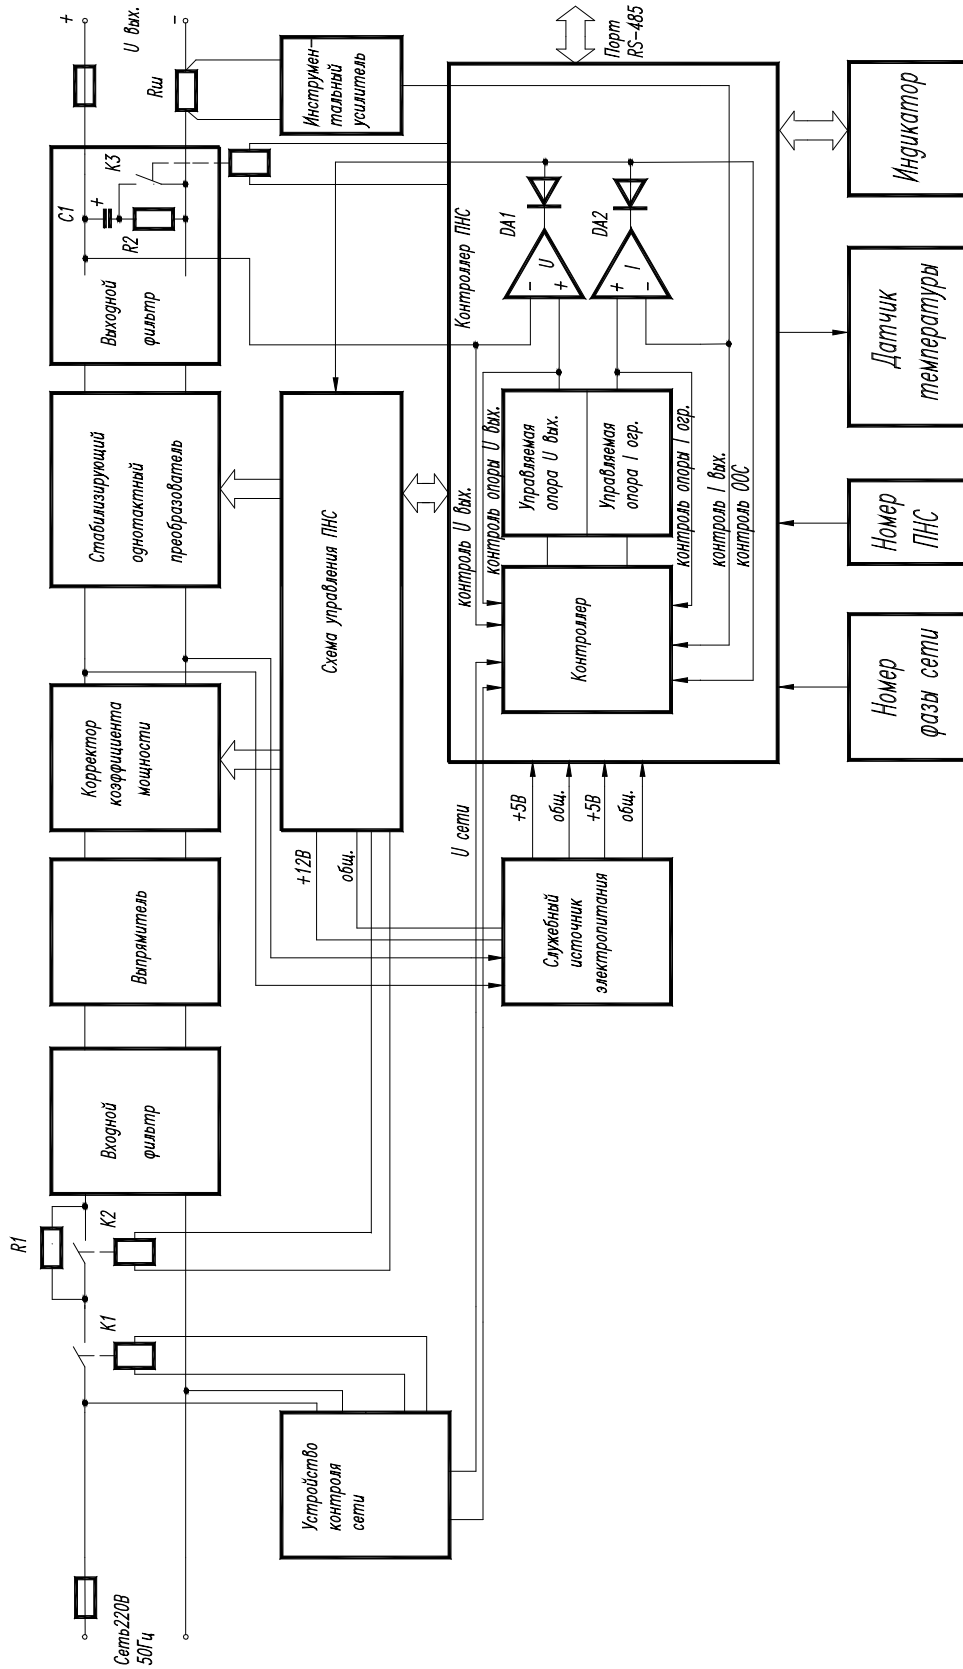 Сеть220В
50Гц
R1
K1
K2
Устройство
контроля
сети
Входной
фильтр
Выпрямитель
Корректор
коэффициента
мощности
Стабилизирующий
однотактный
преобразователь
Выходной
фильтр
C1
+
R2
K3
+
U вых.
-
Rш
Инструмен-
тальный
усилитель
Схема управления ПНС
+12В
общ.
Служебный
источник
электропитания
+5В
общ.
+5В
общ.
U сети
Контроллер ПНС
Контроллер
контроль U вых.
контроль опоры U вых.
Управляемая
опора U вых.
Управляемая
опора I огр.
контроль опоры I огр.
контроль I вых.
контроль ООС
DA1
-
U
+
DA2
+
I
-
Порт
RS-485
Номер
фазы сети
Номер
ПНС
Датчик
температуры
Индикатор